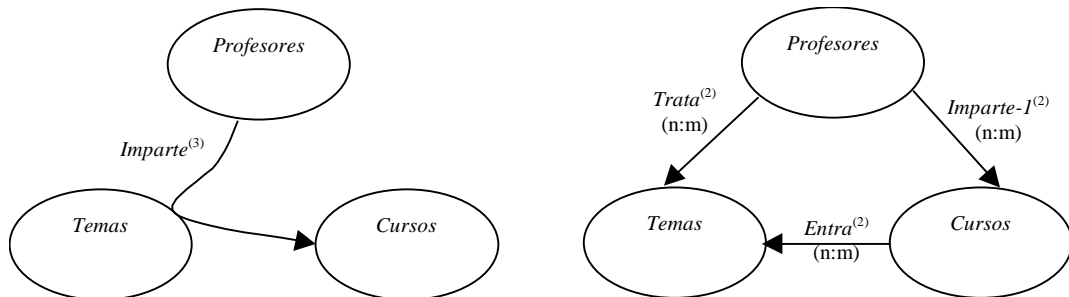 Profesores
Imparte(3)
Temas
Cursos
Profesores
Trata(2)
(n:m)
Imparte-1(2)
(n:m)
Temas
Entra(2)
(n:m)
Cursos